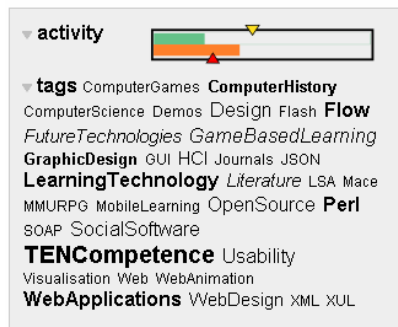 activity
tags ComputerGames ComputerHistory
ComputerScience Demos Design Flash Flow
FutureTechnologies GameBasedLearning
GraphicDesign GUI HCI Journals JSON
LearningTechnology Literature LSA Mace
MMURPG MobileLearning OpenSource Perl
SOAP SocialSoftware
TENCompetence Usability
Visualisation Web WebAnimation
WebApplications WebDesign XML XUL